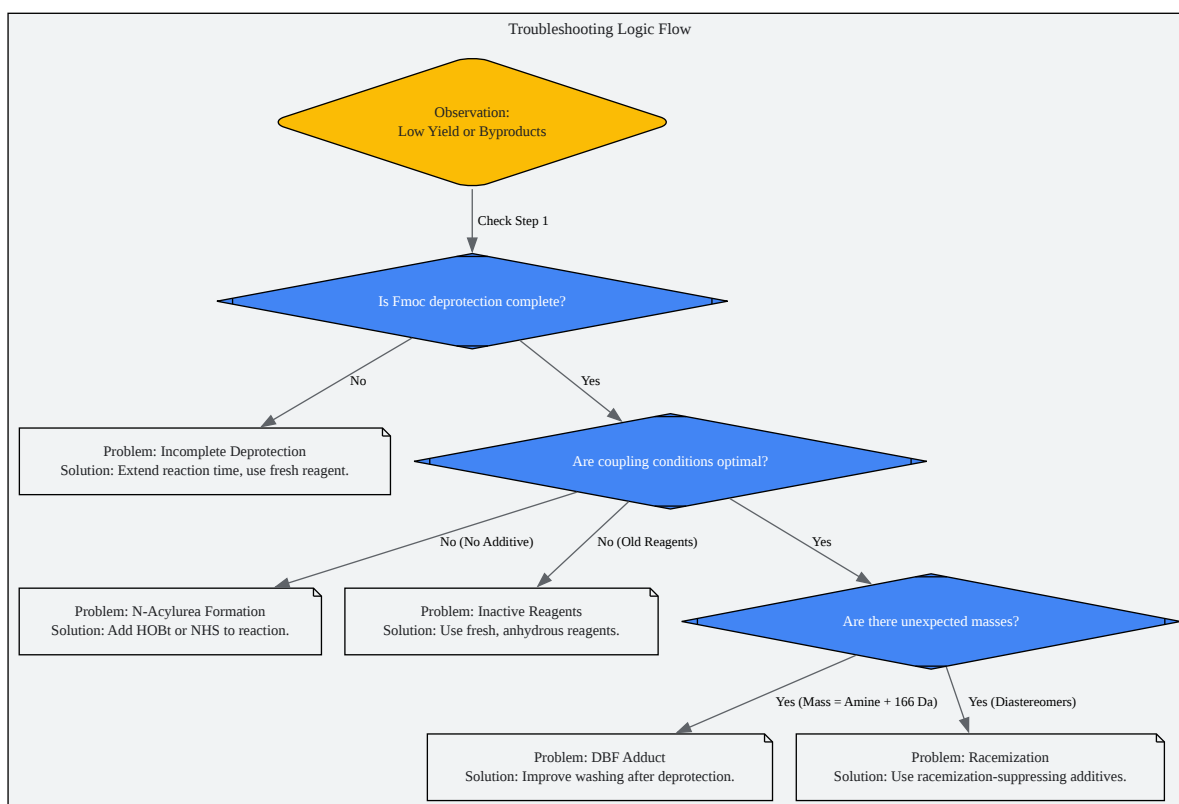 Troubleshooting Logic Flow
Observation:
Low Yield or Byproducts
Check Step 1
Is Fmoc deprotection complete?
No
Yes
Problem: Incomplete Deprotection
Solution: Extend reaction time, use fresh reagent.
Are coupling conditions optimal?
No (No Additive)
No (Old Reagents)
Yes
Problem: N-Acylurea Formation
Solution: Add HOBt or NHS to reaction.
Problem: Inactive Reagents
Solution: Use fresh, anhydrous reagents.
Are there unexpected masses?
Yes (Mass = Amine + 166 Da)
Yes (Diastereomers)
Problem: DBF Adduct
Solution: Improve washing after deprotection.
Problem: Racemization
Solution: Use racemization-suppressing additives.